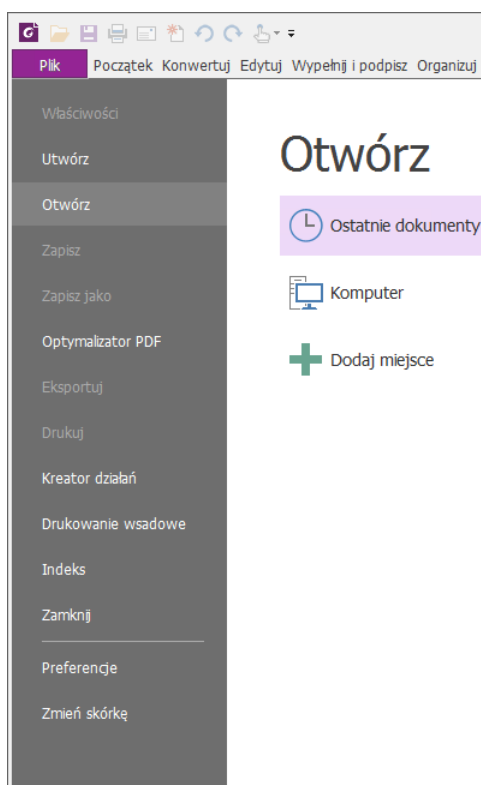 Plik Początek Konwertuj Edytuj Wypełnij i podpisz Organizuj
Właściwości
Utwórz
Otwórz
Zapisz
Zapisz jako
Optymalizator PDF
Eksportuj
Drukuj
Kreator działań
Drukowanie wsadowe
Indeks
Zamknij
Preferencje
Zmień skórkę
Otwórz
Ostatnie dokumenty
Komputer
Dodaj miejsce